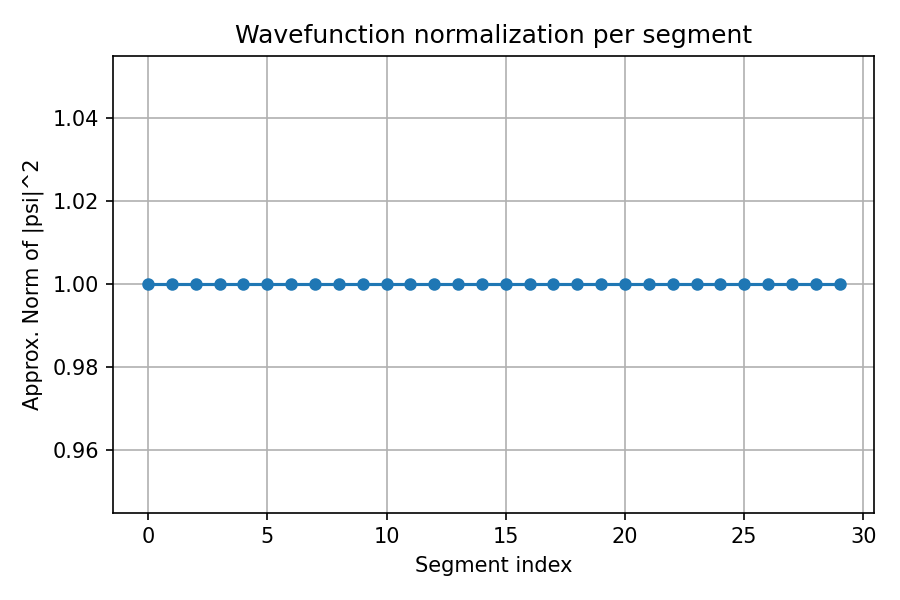 Wavefunction normalization per segment
Approx. Norm of |psi|^2
1.04
1.02
1.00
0.98
0.96
0 5 10 15 20 25 30
Segment index